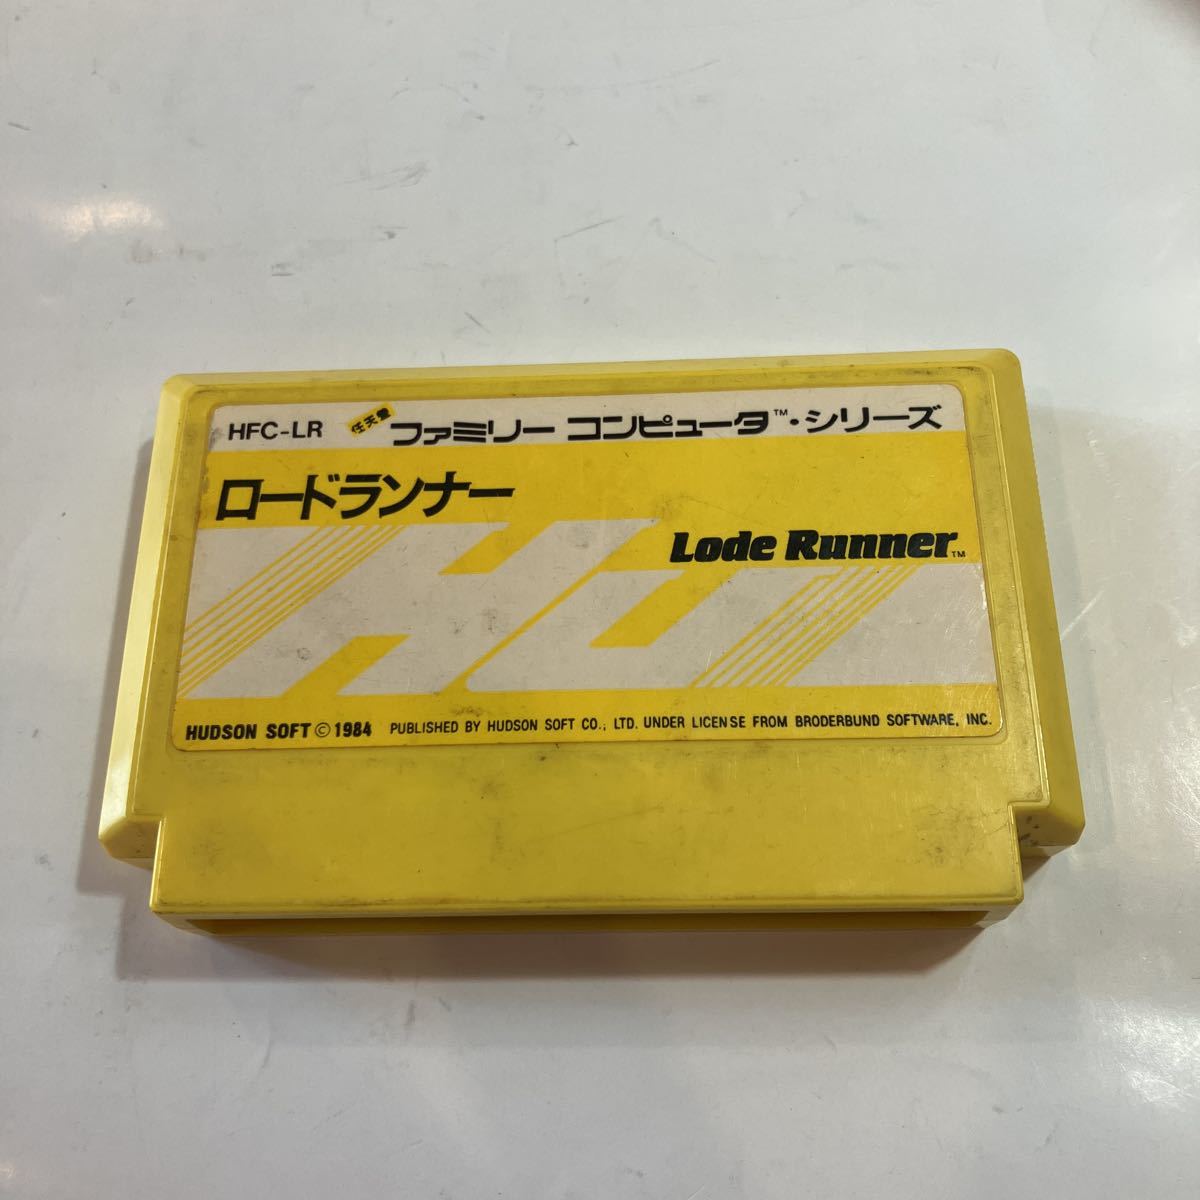 HFC-LR 任天堂 ファミリー コンピュータ™・シリーズ
ロードランナー
Lode Runner™
HU
HUDSON SOFT © 1984 PUBLISHED BY HUDSON SOFT CO., LTD. UNDER LICENSE FROM BRODERBUND SOFTWARE, INC.